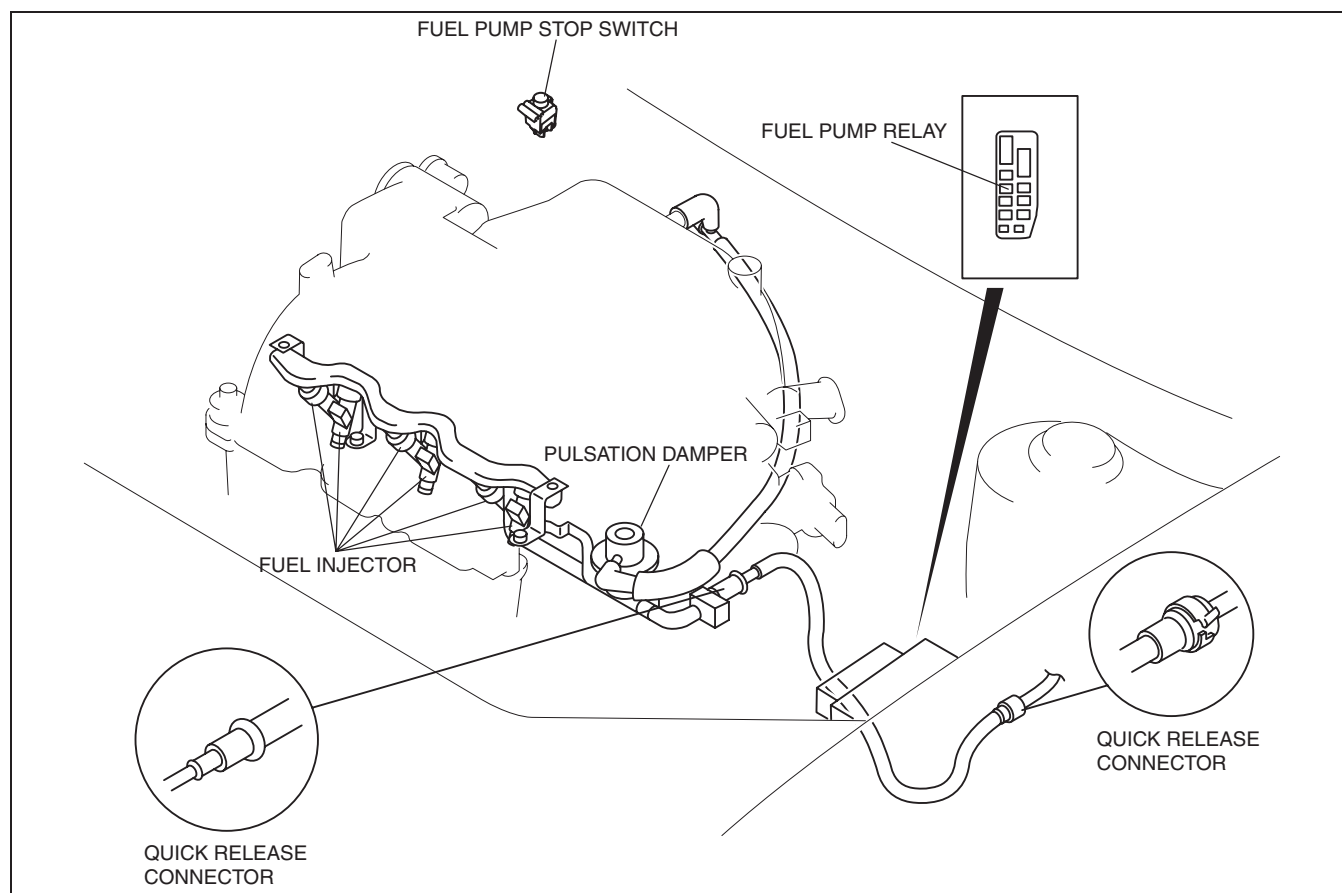 FUEL PUMP STOP SWITCH
FUEL PUMP RELAY
PULSATION DAMPER
FUEL INJECTOR
QUICK RELEASE
CONNECTOR
QUICK RELEASE
CONNECTOR